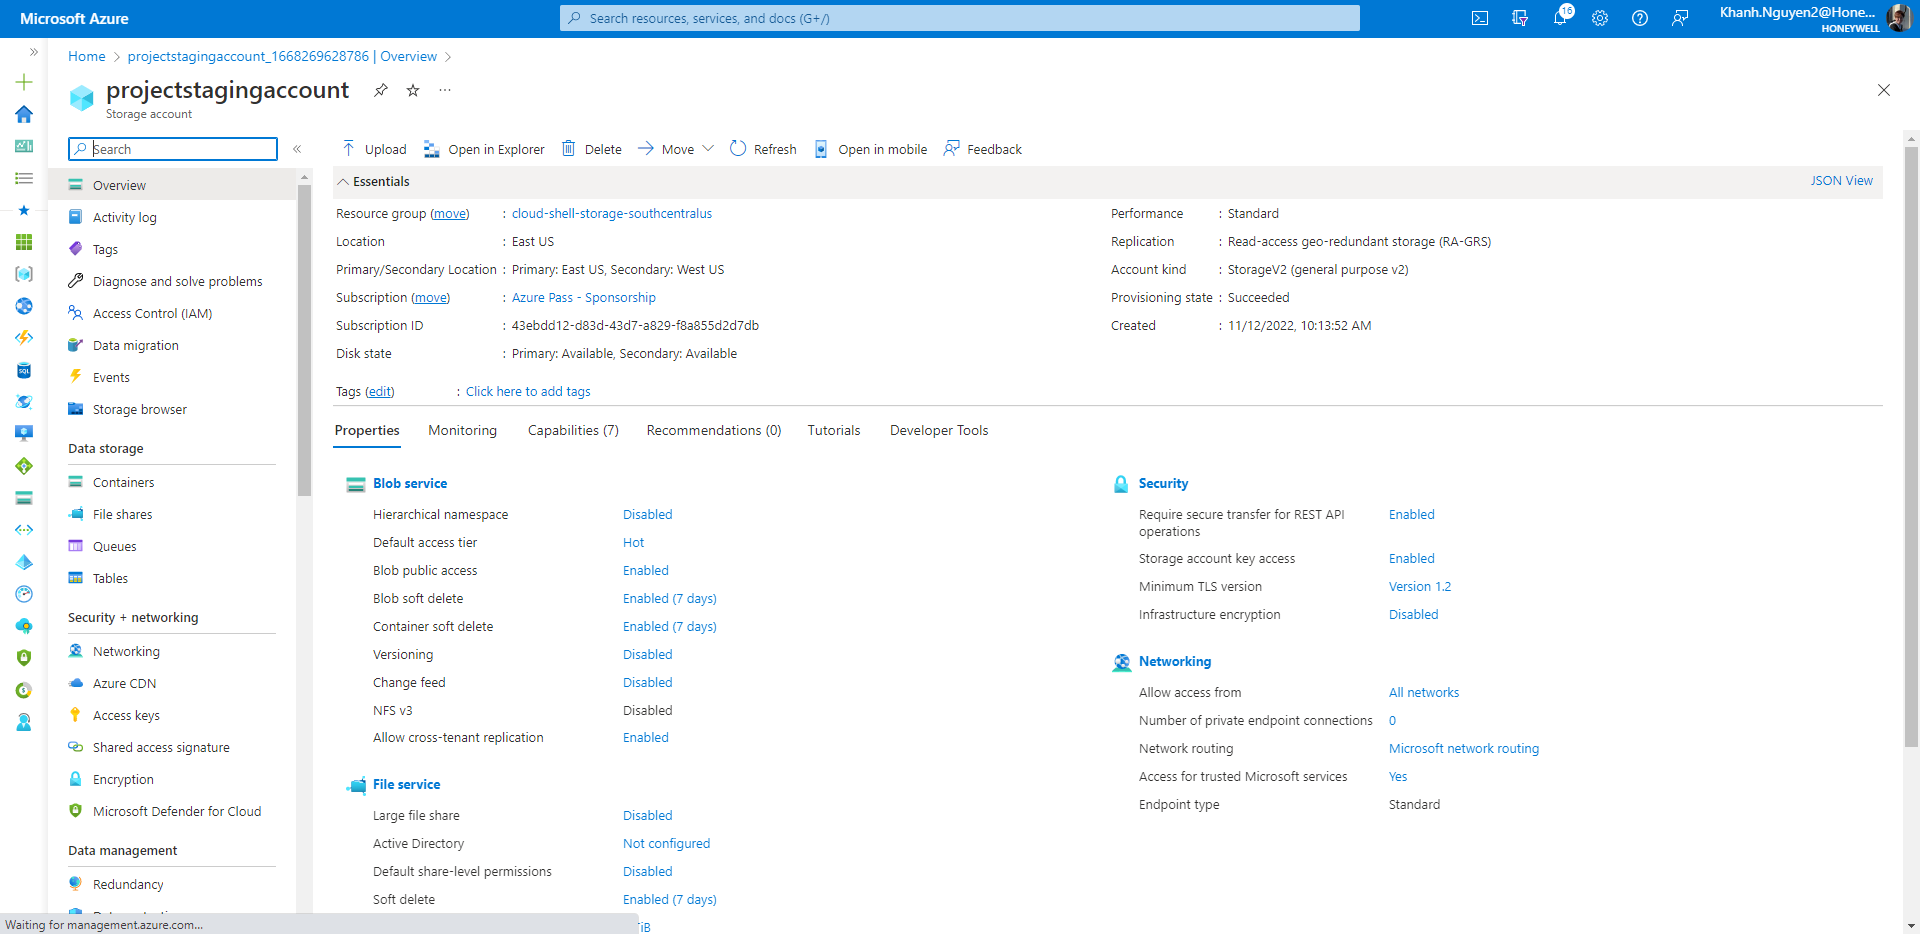 Microsoft Azure
Search resources, services, and docs (G+/)
16
Khanh.Nguyen2@Hone...
HONEYWELL
Home > projectstagingaccount_1668269628786 | Overview >
projectstagingaccount
Storage account
Search
Upload Open in Explorer Delete Move Refresh Open in mobile Feedback
Overview
Activity log
Tags
Diagnose and solve problems
Access Control (IAM)
Data migration
Events
Storage browser
Data storage
Containers
File shares
Queues
Tables
Security + networking
Networking
Azure CDN
Access keys
Shared access signature
Encryption
Microsoft Defender for Cloud
Data management
Redundancy
Waiting for management.azure.com...
Essentials
JSON View
Resource group (move) : cloud-shell-storage-southcentralus
Location : East US
Primary/Secondary Location : Primary: East US, Secondary: West US
Subscription (move) : Azure Pass - Sponsorship
Subscription ID : 43ebdd12-d83d-43d7-a829-f8a855d2d7db
Disk state : Primary: Available, Secondary: Available
Tags (edit) : Click here to add tags
Performance : Standard
Replication : Read-access geo-redundant storage (RA-GRS)
Account kind : StorageV2 (general purpose v2)
Provisioning state : Succeeded
Created : 11/12/2022, 10:13:52 AM
Properties Monitoring Capabilities (7) Recommendations (0) Tutorials Developer Tools
Blob service
Hierarchical namespace Disabled
Default access tier Hot
Blob public access Enabled
Blob soft delete Enabled (7 days)
Container soft delete Enabled (7 days)
Versioning Disabled
Change feed Disabled
NFS v3 Disabled
Allow cross-tenant replication Enabled
File service
Large file share Disabled
Active Directory Not configured
Default share-level permissions Disabled
Soft delete Enabled (7 days)
Security
Require secure transfer for REST API Enabled
operations
Storage account key access Enabled
Minimum TLS version Version 1.2
Infrastructure encryption Disabled
Networking
Allow access from All networks
Number of private endpoint connections 0
Network routing Microsoft network routing
Access for trusted Microsoft services Yes
Endpoint type Standard